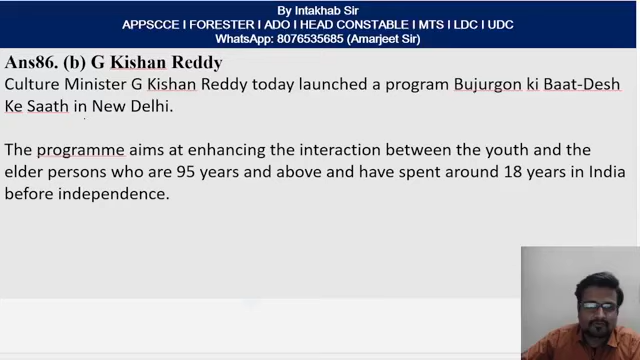 By Intakhab Sir
APPSCCE I FORESTER I ADO I HEAD CONSTABLE I MTS I LDC I UDC
WhatsApp: 8076535685 (Amarjeet Sir)
Ans86. (b) G Kishan Reddy
Culture Minister G Kishan Reddy today launched a program Bujurgon ki Baat-Desh
Ke Saath in New Delhi.
The programme aims at enhancing the interaction between the youth and the
elder persons who are 95 years and above and have spent around 18 years in India
before independence.